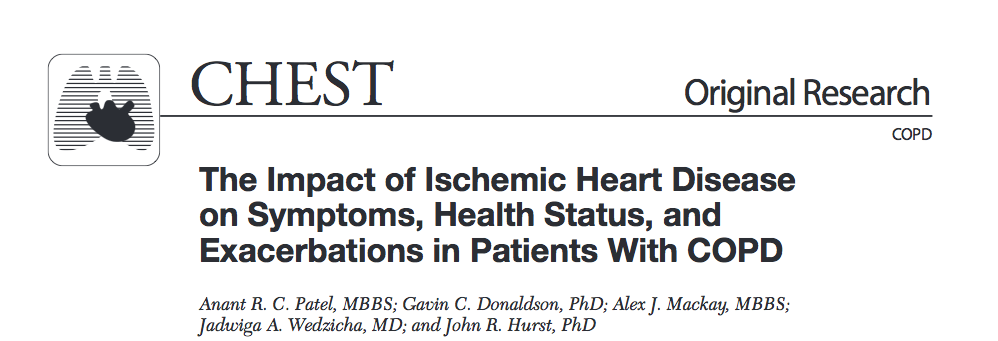 CHEST
Original Research
COPD
The Impact of Ischemic Heart Disease
on Symptoms, Health Status, and
Exacerbations in Patients With COPD
Anant R. C. Patel, MBBS; Gavin C. Donaldson, PhD; Alex J. Mackay, MBBS;
Jadwiga A. Wedzicha, MD; and John R. Hurst, PhD